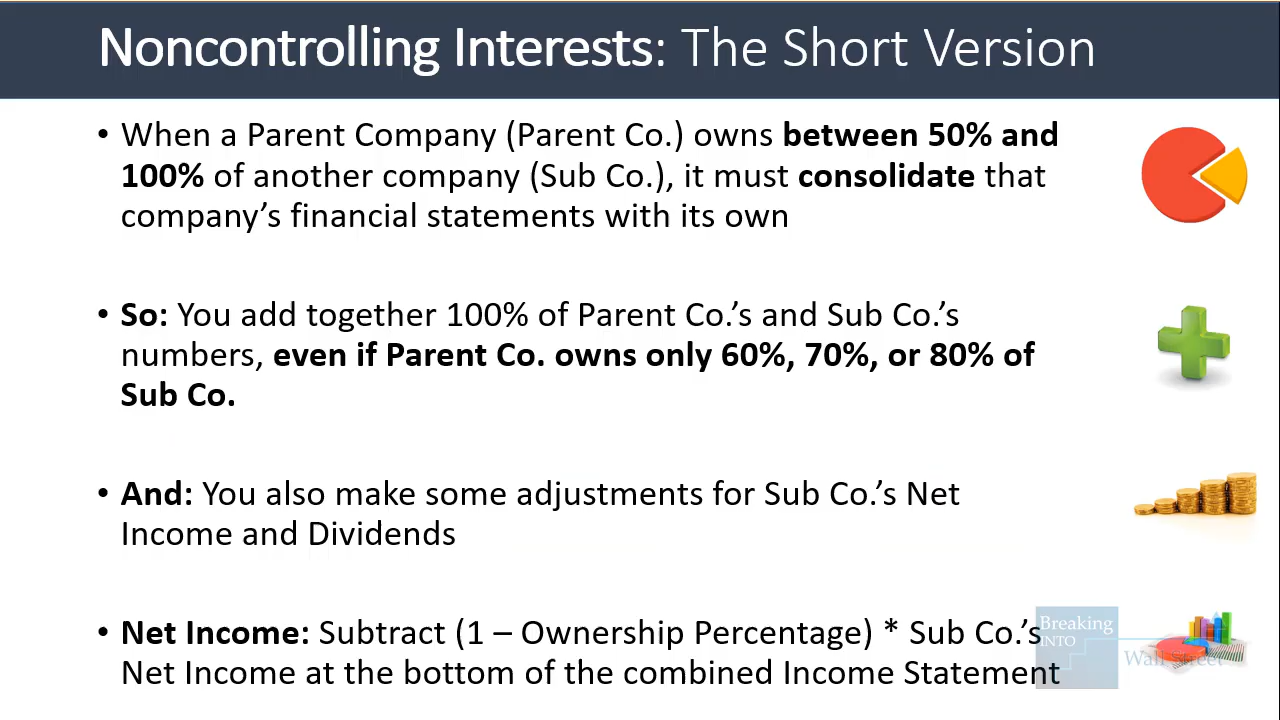 Noncontrolling Interests: The Short Version
• When a Parent Company (Parent Co.) owns between 50% and
100% of another company (Sub Co.), it must consolidate that
company’s financial statements with its own
• So: You add together 100% of Parent Co.’s and Sub Co.’s
numbers, even if Parent Co. owns only 60%, 70%, or 80% of
Sub Co.
• And: You also make some adjustments for Sub Co.’s Net
Income and Dividends
• Net Income: Subtract (1 – Ownership Percentage) * Sub Co.’s
Net Income at the bottom of the combined Income Statement
Breaking
INTO
Wall Street